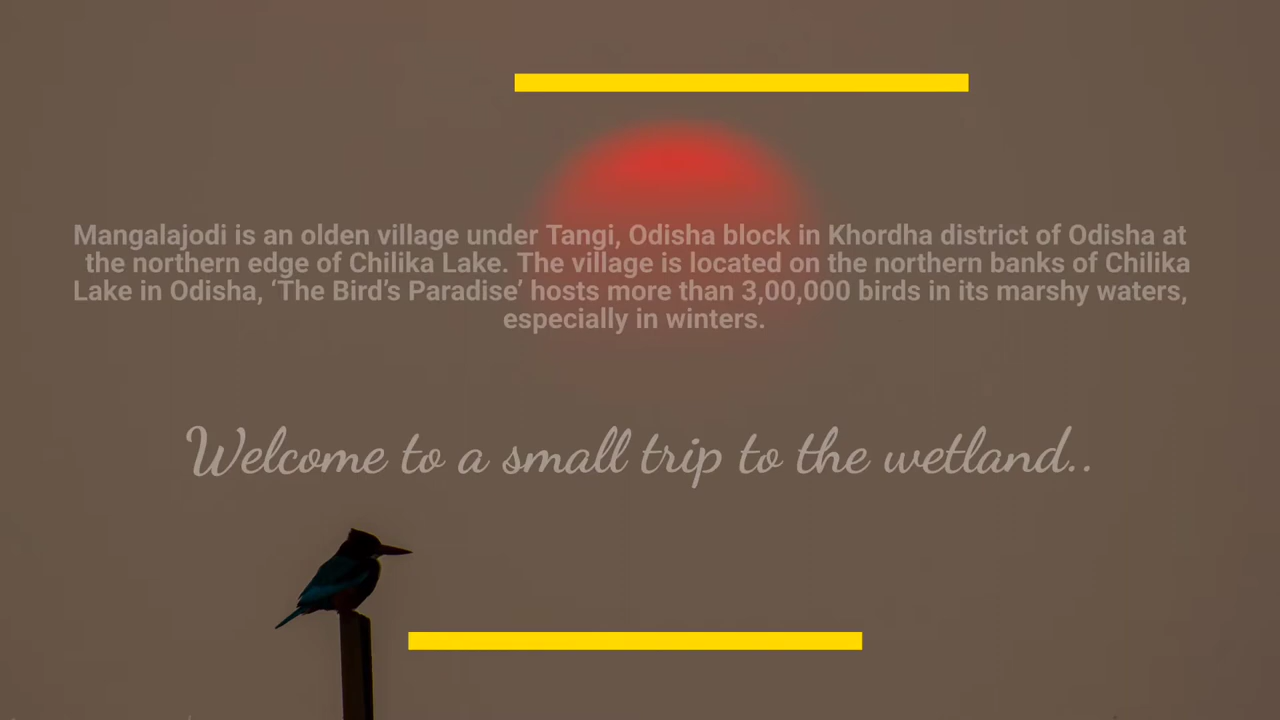 Mangalajodi is an olden village under Tangi, Odisha block in Khordha district of Odisha at
the northern edge of Chilika Lake. The village is located on the northern banks of Chilika
Lake in Odisha, ‘The Bird’s Paradise’ hosts more than 3,00,000 birds in its marshy waters,
especially in winters.
Welcome to a small trip to the wetland..